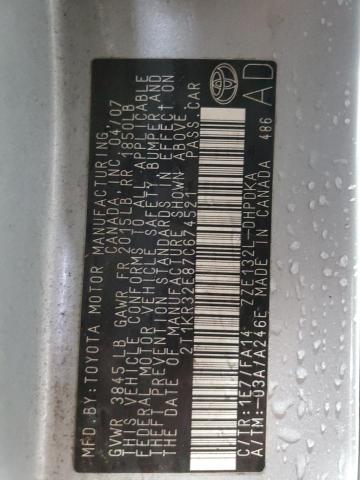 MFD.BY:TOYOTA MOTOR MANUFACTURING
CANADA, INC. 04/07
GVWR 3845LB GAWR FR 2015LB RR 1850LB
THIS VEHICLE CONFORMS TO ALL APPLICABLE
FEDERAL MOTOR VEHICLE SAFETY, BUMPER, AND
THEFT PREVENTION STANDARDS IN EFFECT ON
THE DATE OF MANUFACTURE SHOWN ABOVE.
2T1KR32E87C674521 PASS.CAR
ZZE132L-DHPDKA
C/TR:1E7/FA14 MADE IN CANADA
A/TM:-03A/A246E 486
AD
TOYOTA